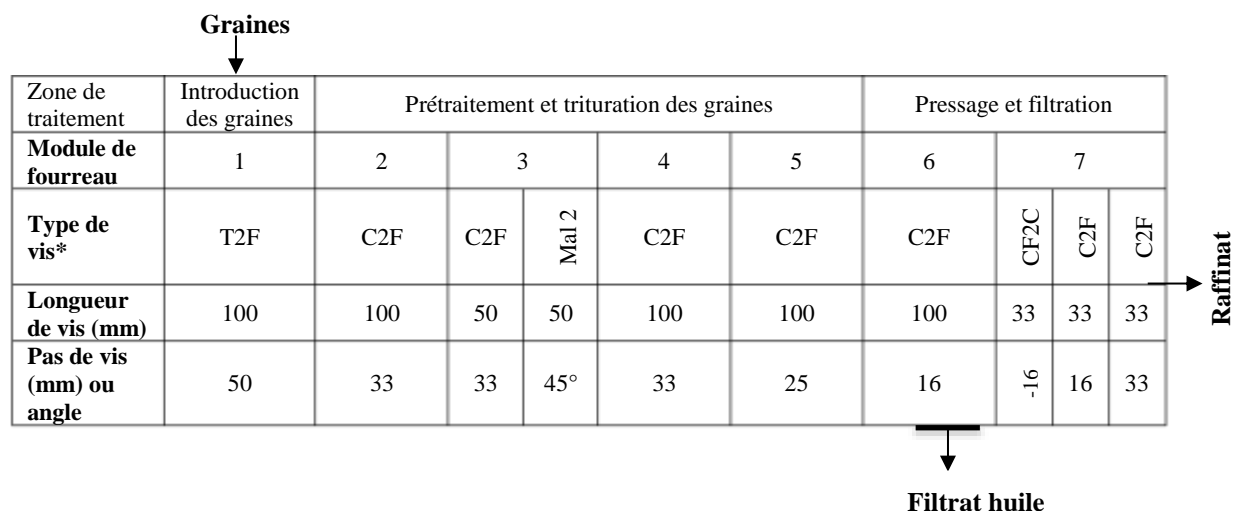 Graines
Zone de traitement Introduction des graines Prétraitement et trituration des graines Pressage et filtration
Module de fourreau 1 2 3 4 5 6 7
Type de vis* T2F C2F C2F Mal 2 C2F C2F C2F CF2C C2F C2F
Raffinat
Longueur de vis (mm) 100 100 50 50 100 100 100 33 33 33
Pas de vis (mm) ou angle 50 33 33 45° 33 25 16 -16 16 33
Filtrat huile